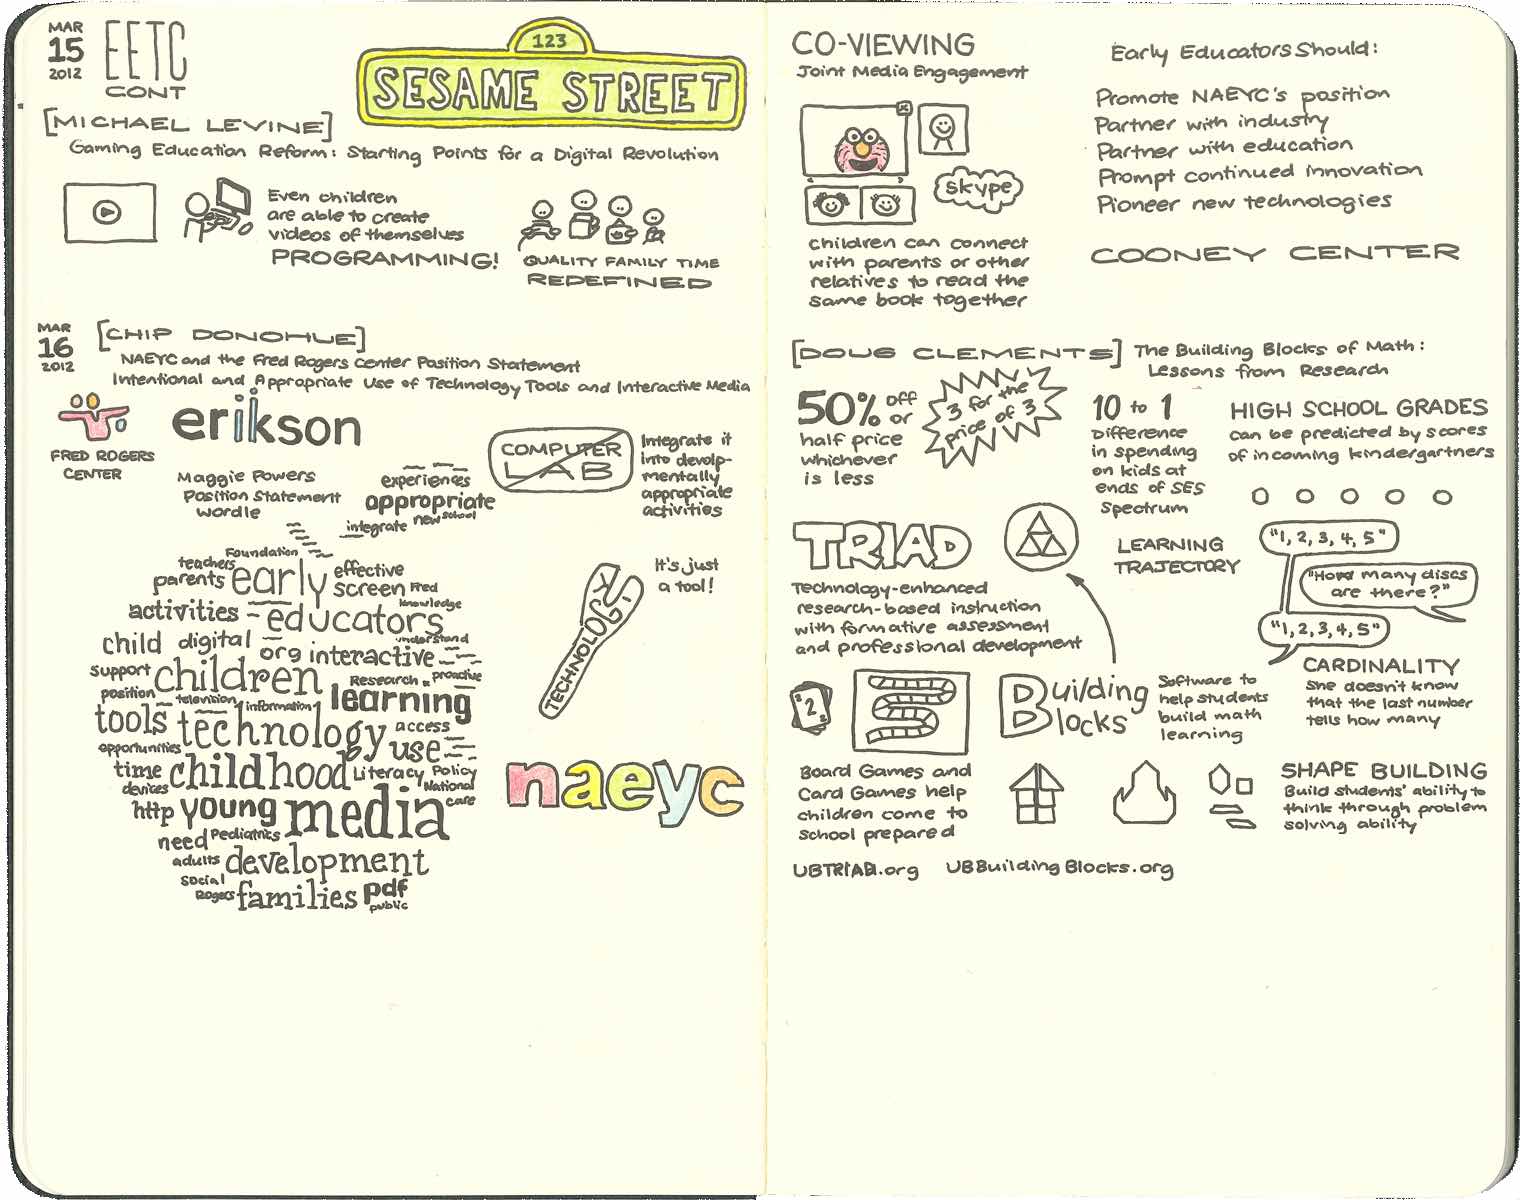 MAR
15
2012
EETC
CONT
123
SESAME STREET
[MICHAEL LEVINE]
Gaming Education Reform: Starting Points for a Digital Revolution
Even children
are able to create
videos of themselves
PROGRAMMING!
QUALITY FAMILY TIME
REDEFINED
MAR
16
2012
[CHIP DONOHUE]
NAEYC and the Fred Rogers Center Position Statement
Intentional and Appropriate Use of Technology Tools and Interactive Media
FRED ROGERS
CENTER
erikson
Maggie Powers
Position Statement
Wordle
COMPUTER
LAB
Integrate it
into devolp-
mentally
appropriate
activities
experiences
appropriate
integrate new school
Foundation
teachers
parents early effective
screen Fred
activities educators knowledge
child digital org interactive understand
support children Research proactive
position television information learning
tools technology access
opportunities use
time childhood Literacy Policy
devices National
http young media care
need Pediatrics
adults development
social
Rogers families pdf
public
It's just
a tool!
TECHNOLOGY
naeyc
CO-VIEWING
Joint Media Engagement
skype
children can connect
with parents or other
relatives to read the
same book together
Early Educators Should:
Promote NAEYC's position
Partner with industry
Partner with education
Prompt continued innovation
Pioneer new technologies
COONEY CENTER
[DOUG CLEMENTS] The Building Blocks of Math:
Lessons from Research
50% off
or
half price
whichever
is less
3 for the
price of 3
10 to 1
Difference
in spending
on kids at
ends of SES
Spectrum
HIGH SCHOOL GRADES
can be predicted by scores
of incoming kindergartners
TRIAD
Technology-enhanced
research-based instruction
with formative assessment
and professional development
LEARNING
TRAJECTORY
"1, 2, 3, 4, 5"
"How many discs
are there?"
"1, 2, 3, 4, 5"
CARDINALITY
She doesn't know
that the last number
tells how many
2
Board Games and
Card Games help
children come to
school prepared
Building
Blocks
Software to
help students
build math
learning
SHAPE BUILDING
Build students' ability to
think through problem
solving ability
UBTRIAD.org UBBuildingBlocks.org